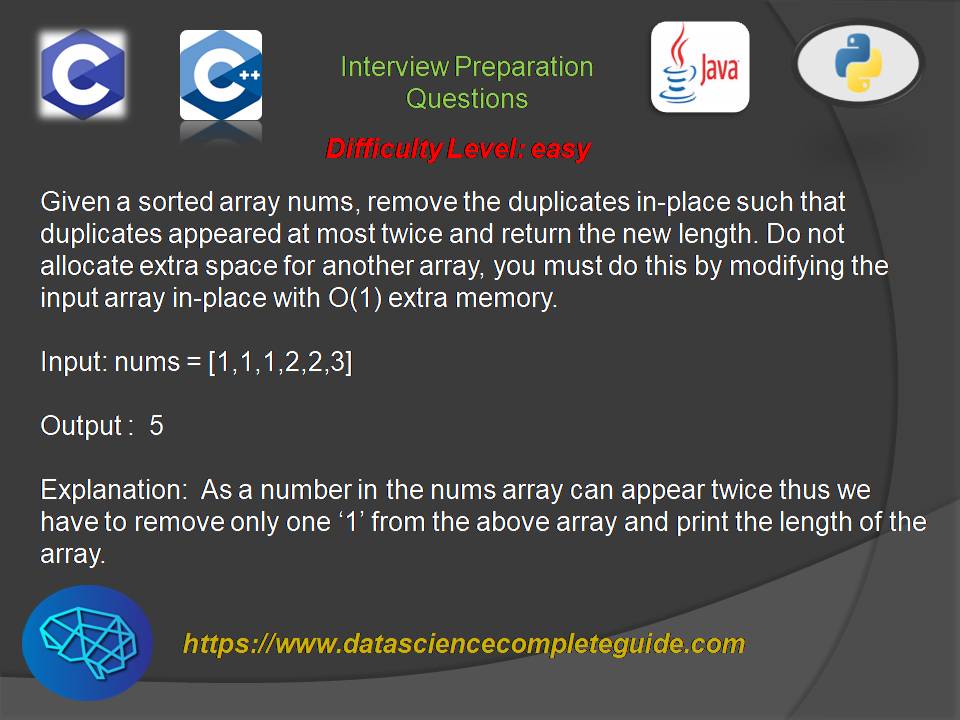 C
C++
Interview Preparation
Questions
Java
Difficulty Level: easy
Given a sorted array nums, remove the duplicates in-place such that
duplicates appeared at most twice and return the new length. Do not
allocate extra space for another array, you must do this by modifying the
input array in-place with O(1) extra memory.
Input: nums = [1,1,1,2,2,3]
Output :  5
Explanation:  As a number in the nums array can appear twice thus we
have to remove only one ‘1’ from the above array and print the length of the
array.
https://www.datasciencecompleteguide.com